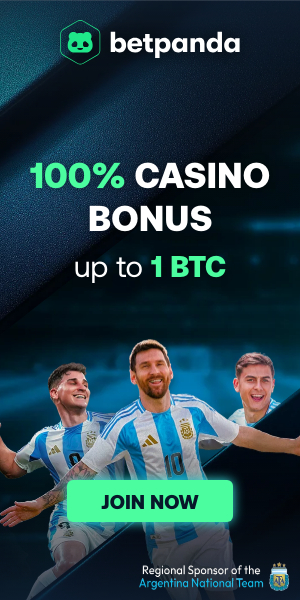 betpanda
100% CASINO
BONUS
up to 1 BTC
10
JOIN NOW
Regional Sponsor of the
Argentina National Team